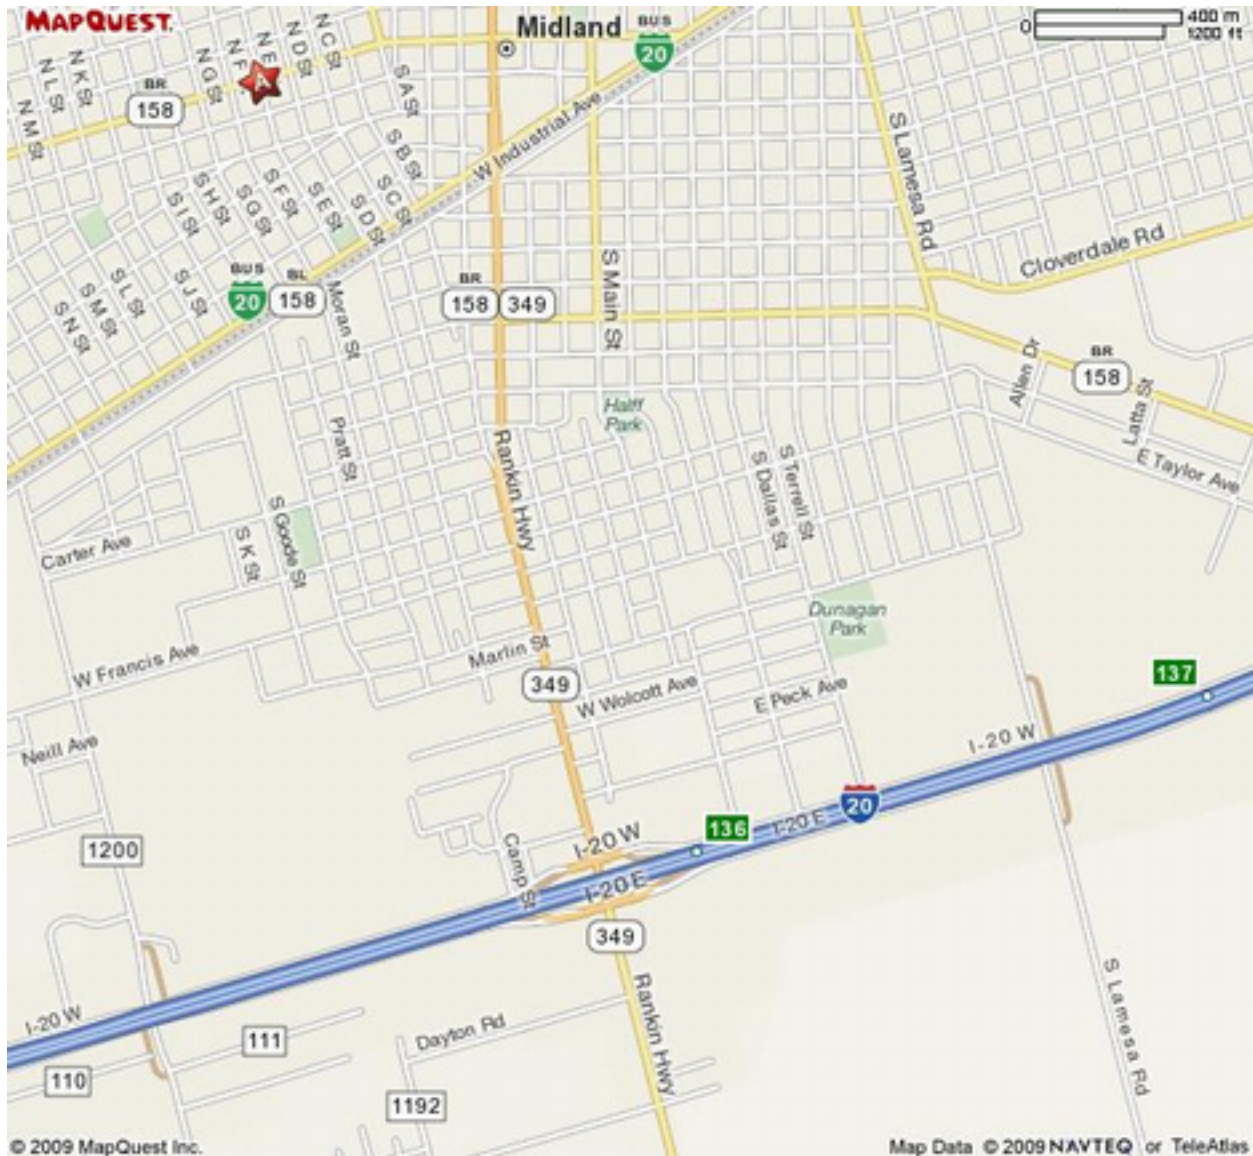 MAPQUEST.
Midland
BUS
20
0
400 m
1200 ft
N C St
N D St
N E
N F
N G St
A
BR
158
N K St
N L St
N M St
S A St
S B St
S C St
S D St
S E St
S F St
S G St
S H St
S I St
W Industrial Ave
S Lamesa Rd
Cloverdale Rd
BUS
20
BL
158
BR
158
349
S Main St
Moran St
S J St
S L St
S M St
S N St
Allen Dr
BR
158
Latta St
E Taylor Ave
Halff
Park
Pratt St
Rankin Hwy
S Dallas St
S Terrell St
S Goode St
S K St
Carter Ave
Dunagan
Park
W Francis Ave
Marlin St
349
W Wolcott Ave
E Peck Ave
137
I-20 W
Neill Ave
20
136
I-20 E
I-20 W
I-20 E
Camp St
1200
349
S Lamesa Rd
Rankin Hwy
I-20 W
Dayton Rd
111
110
1192
© 2009 MapQuest Inc.
Map Data © 2009 NAVTEQ or TeleAtlas